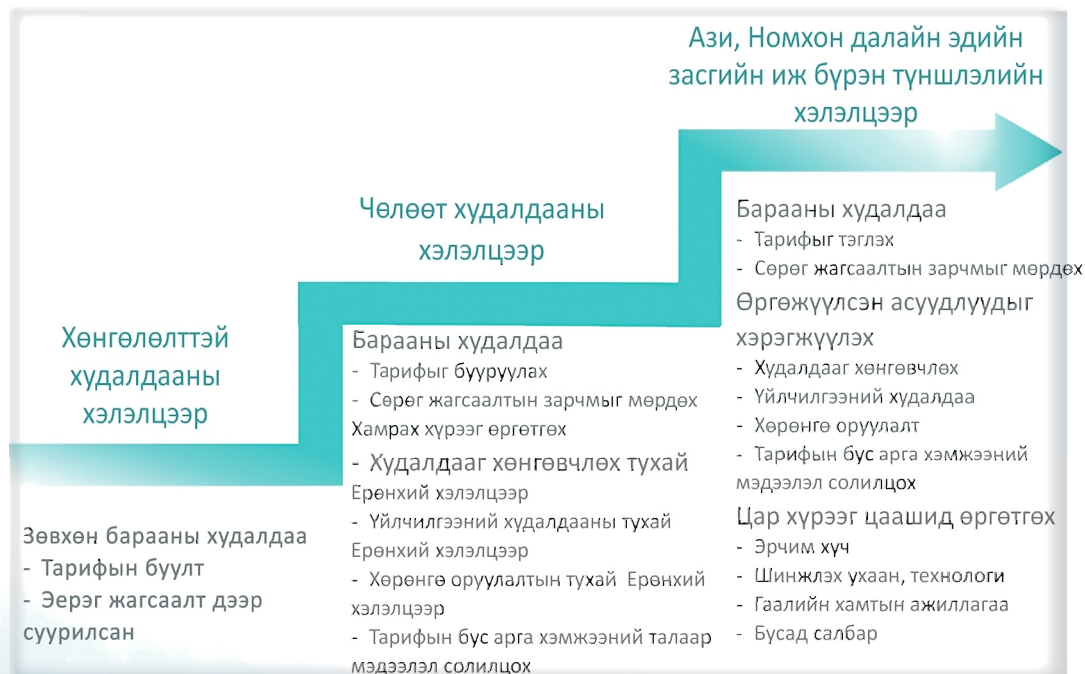 Хөнгөлөлттэй
худалдааны
хэлэлцээр
Зөвхөн барааны худалдаа
- Тарифын буулт
- Эерэг жагсаалт дээр
суурилсан
Чөлөөт худалдааны
хэлэлцээр
Барааны худалдаа
- Тарифыг бууруулах
- Сөрөг жагсаалтын зарчмыг мөрдөх
Хамрах хүрээг өргөтгөх
- Худалдааг хөнгөвчлөх тухай
Ерөнхий хэлэлцээр
- Үйлчилгээний худалдааны тухай
Ерөнхий хэлэлцээр
- Хөрөнгө оруулалтын тухай Ерөнхий
хэлэлцээр
- Тарифын бус арга хэмжээний талаар
мэдээлэл солилцох
Ази, Номхон далайн эдийн
засгийн иж бүрэн түншлэлийн
хэлэлцээр
Барааны худалдаа
- Тарифыг тэглэх
- Сөрөг жагсаалтын зарчмыг мөрдөх
Өргөжүүлсэн асуудлуудыг
хэрэгжүүлэх
- Худалдааг хөнгөвчлөх
- Үйлчилгээний худалдаа
- Хөрөнгө оруулалт
- Тарифын бус арга хэмжээний
мэдээлэл солилцох
Цар хүрээг цаашид өргөтгөх
- Эрчим хүч
- Шинжлэх ухаан, технологи
- Гаалийн хамтын ажиллагаа
- Бусад салбар